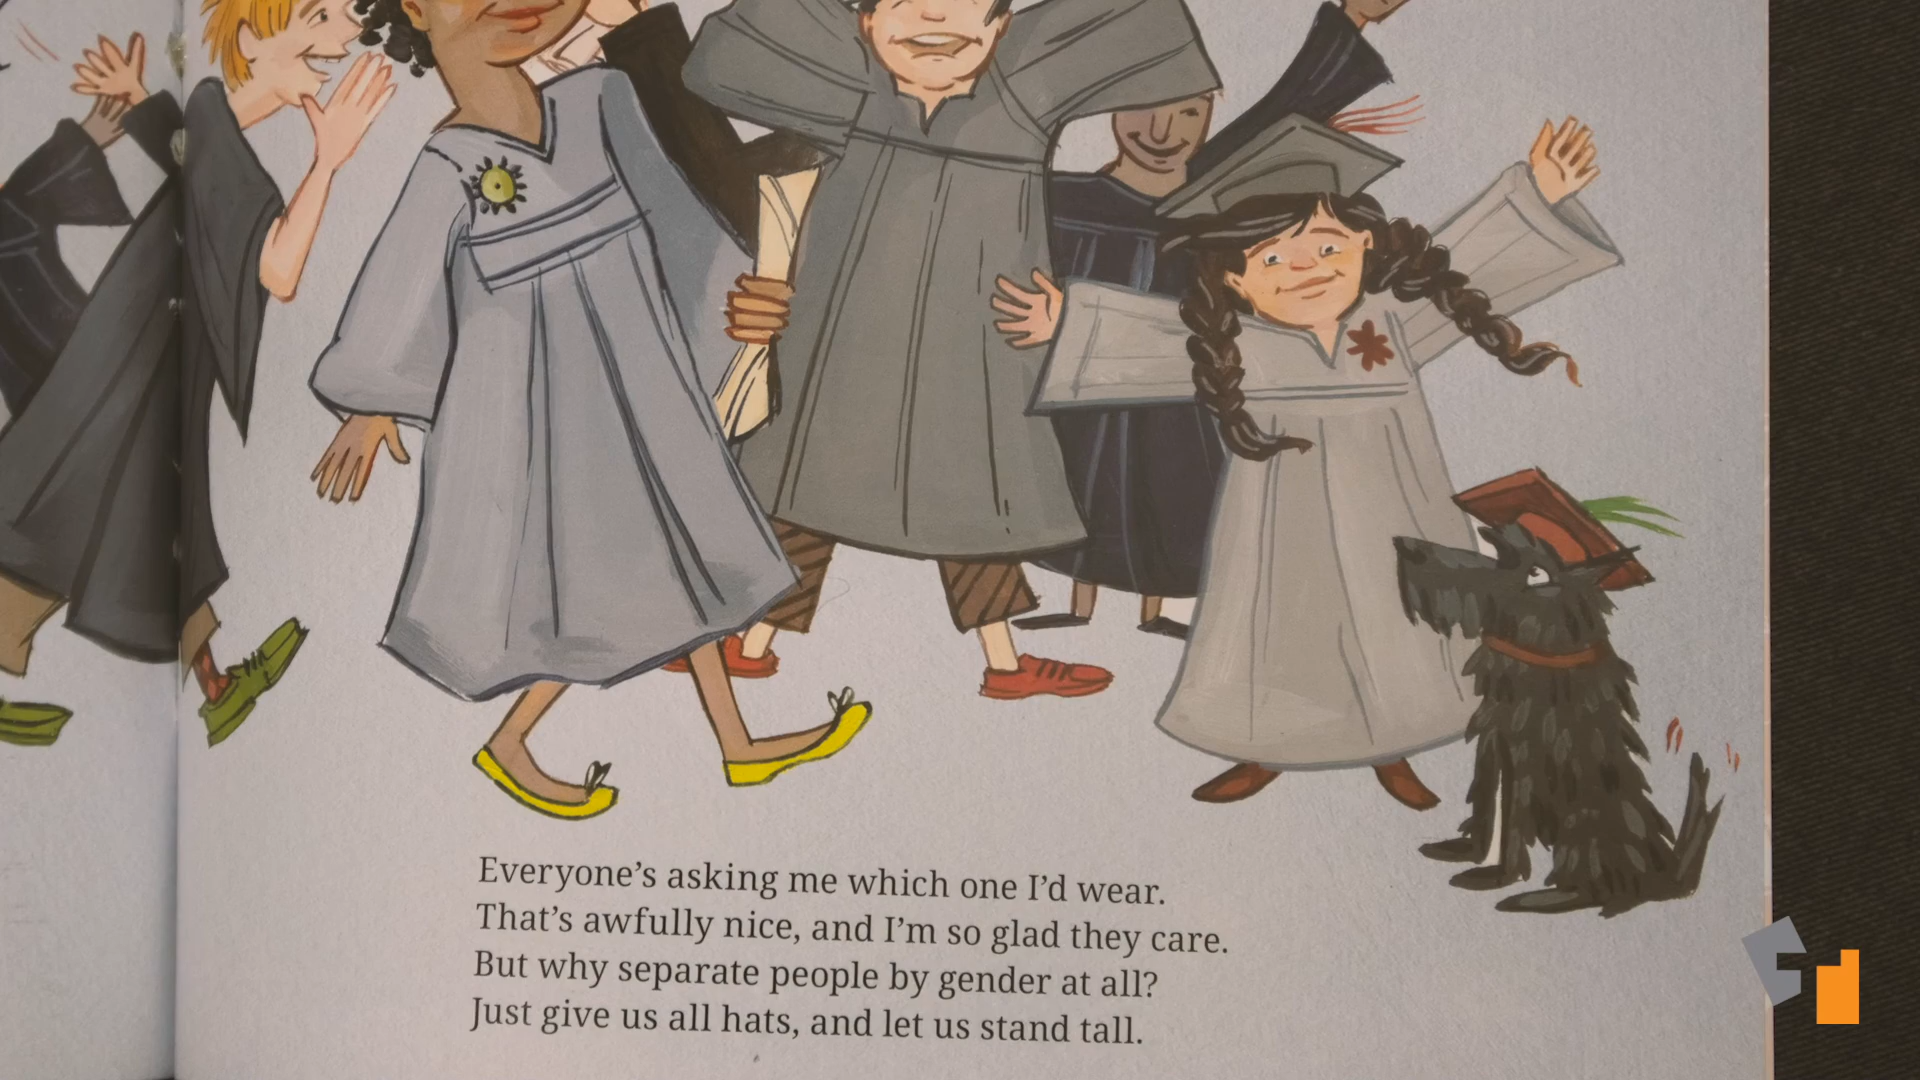 Everyone’s asking me which one I’d wear.
That’s awfully nice, and I’m so glad they care.
But why separate people by gender at all?
Just give us all hats, and let us stand tall.